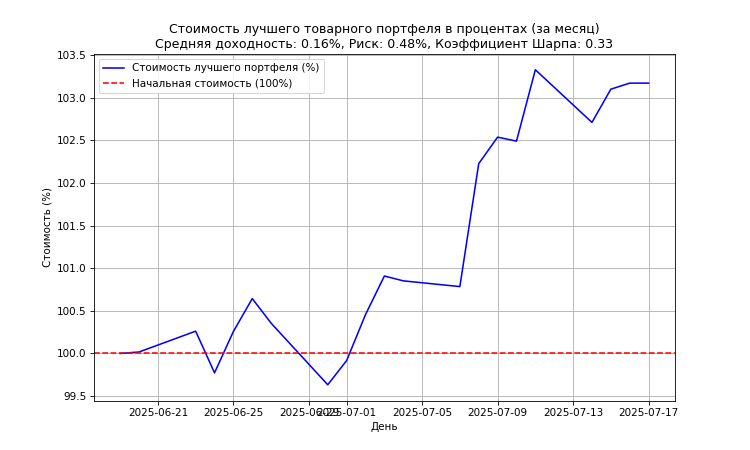 Стоимость лучшего товарного портфеля в процентах (за месяц)
Средняя доходность: 0.16%, Риск: 0.48%, Коэффициент Шарпа: 0.33
Стоимость лучшего портфеля (%)
Начальная стоимость (100%)
Стоимость (%)
103.5
103.0
102.5
102.0
101.5
101.0
100.5
100.0
99.5
2025-06-21 2025-06-25 2025-06-29 2025-07-01 2025-07-05 2025-07-09 2025-07-13 2025-07-17
День